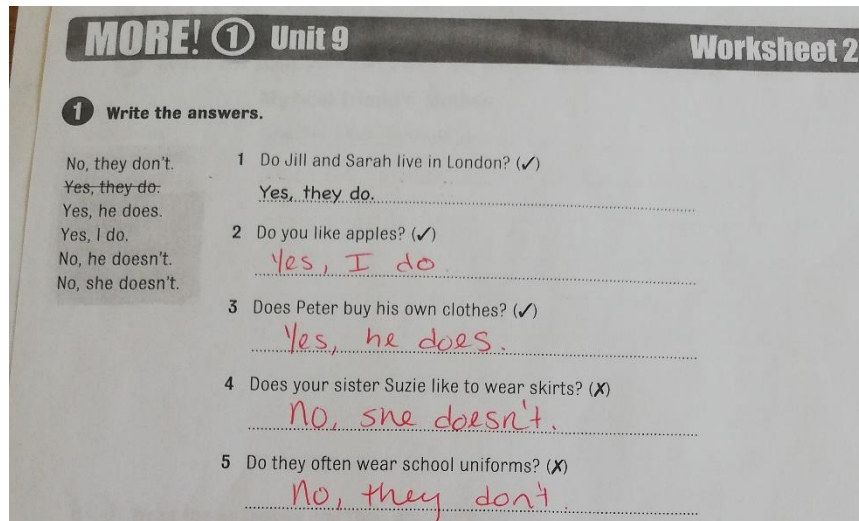 MORE! 1 Unit 9
Worksheet 2
1 Write the answers.
No, they don't.
Yes, they do.
Yes, he does.
Yes, I do.
No, he doesn't.
No, she doesn't.
1 Do Jill and Sarah live in London? (✓)
Yes, they do.
2 Do you like apples? (✓)
Yes, I do
3 Does Peter buy his own clothes? (✓)
Yes, he does.
4 Does your sister Suzie like to wear skirts? (✗)
No, she doesn't.
5 Do they often wear school uniforms? (✗)
No, they don't.